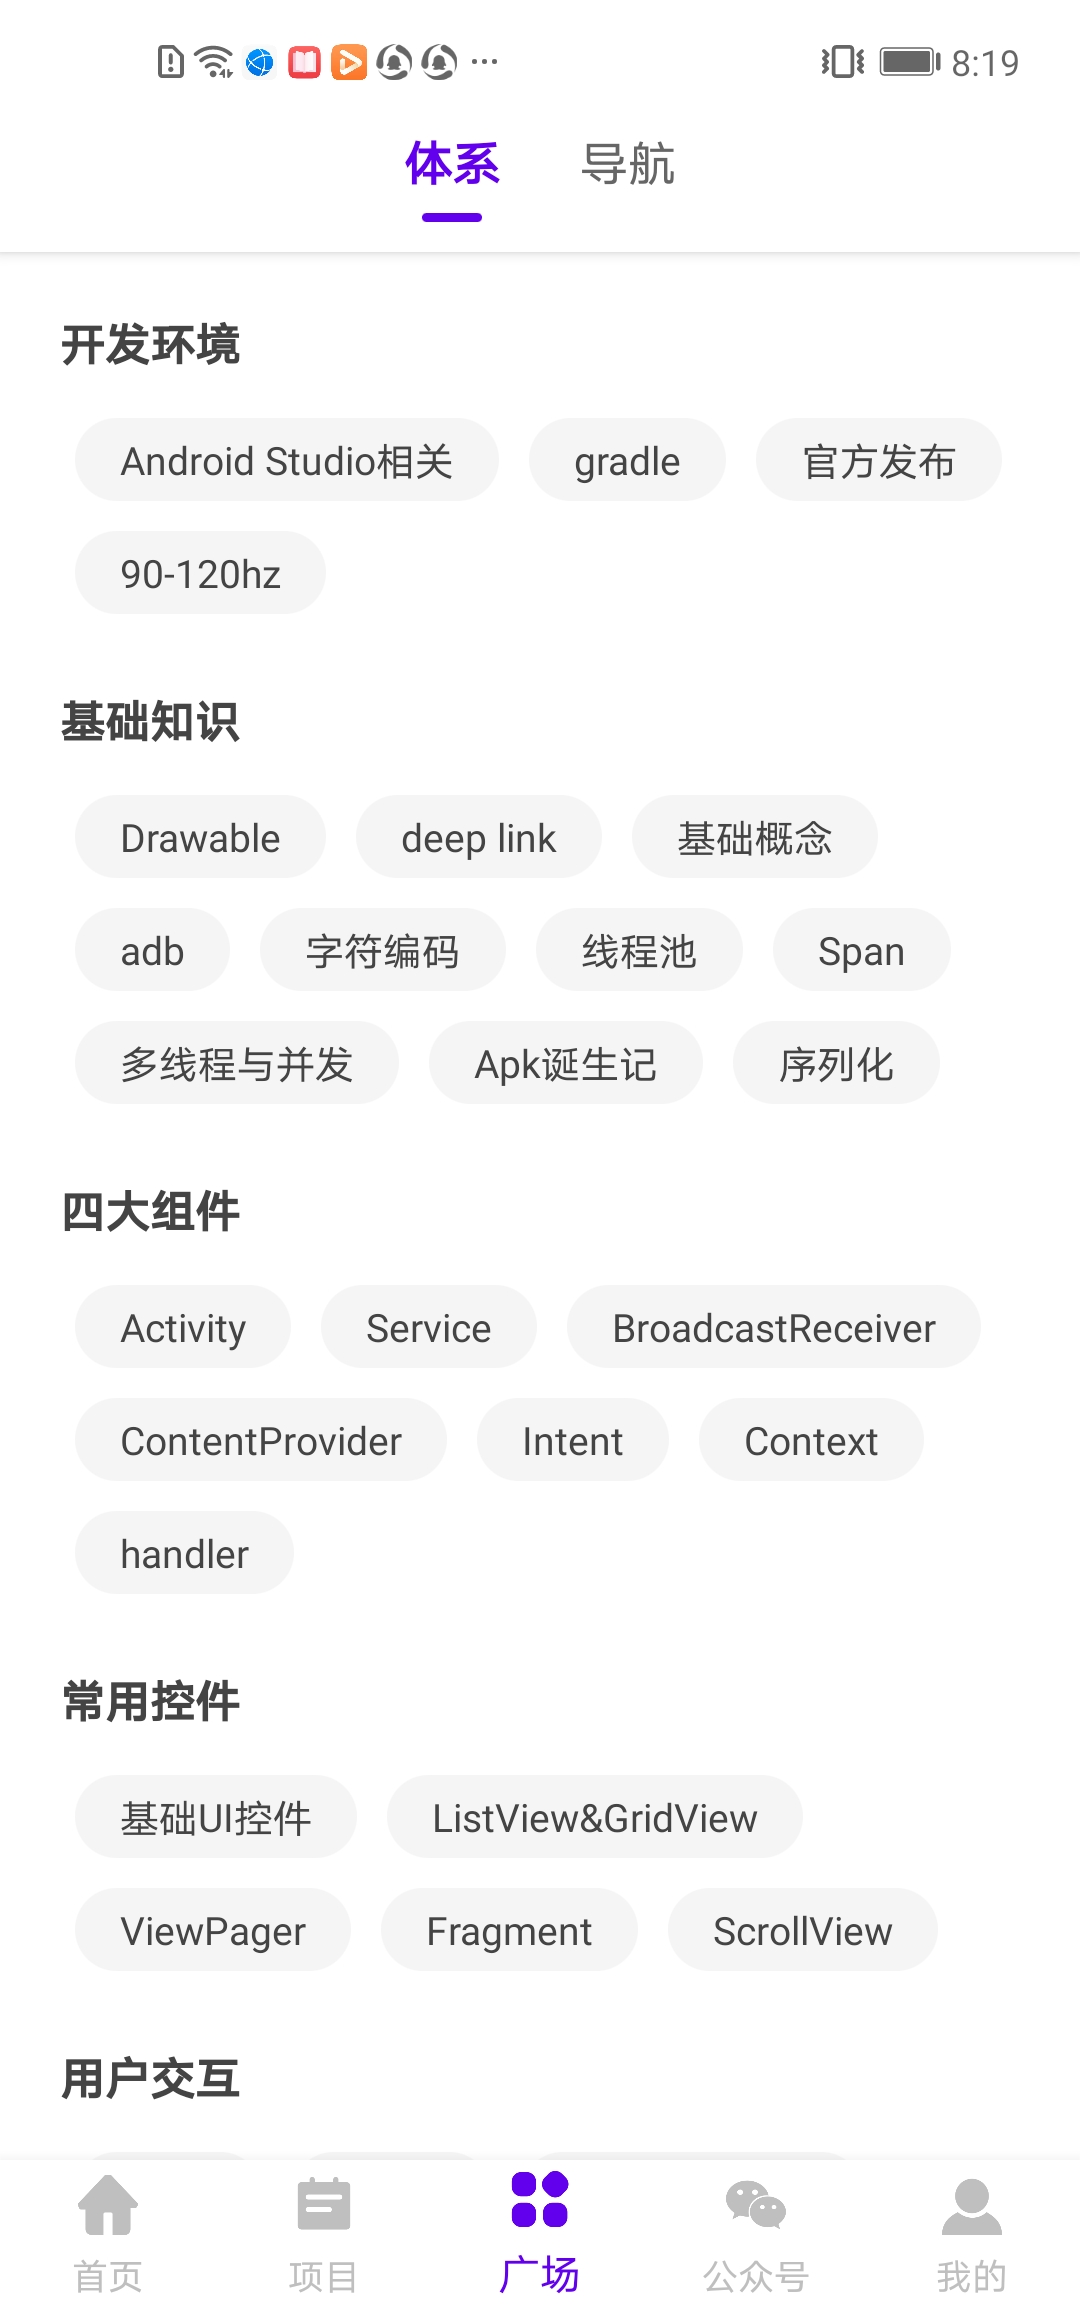 8:19
体系 导航
开发环境
Android Studio相关 gradle 官方发布
90-120hz
基础知识
Drawable deep link 基础概念
adb 字符编码 线程池 Span
多线程与并发 Apk诞生记 序列化
四大组件
Activity Service BroadcastReceiver
ContentProvider Intent Context
handler
常用控件
基础UI控件 ListView&GridView
ViewPager Fragment ScrollView
用户交互
首页 项目 广场 公众号 我的